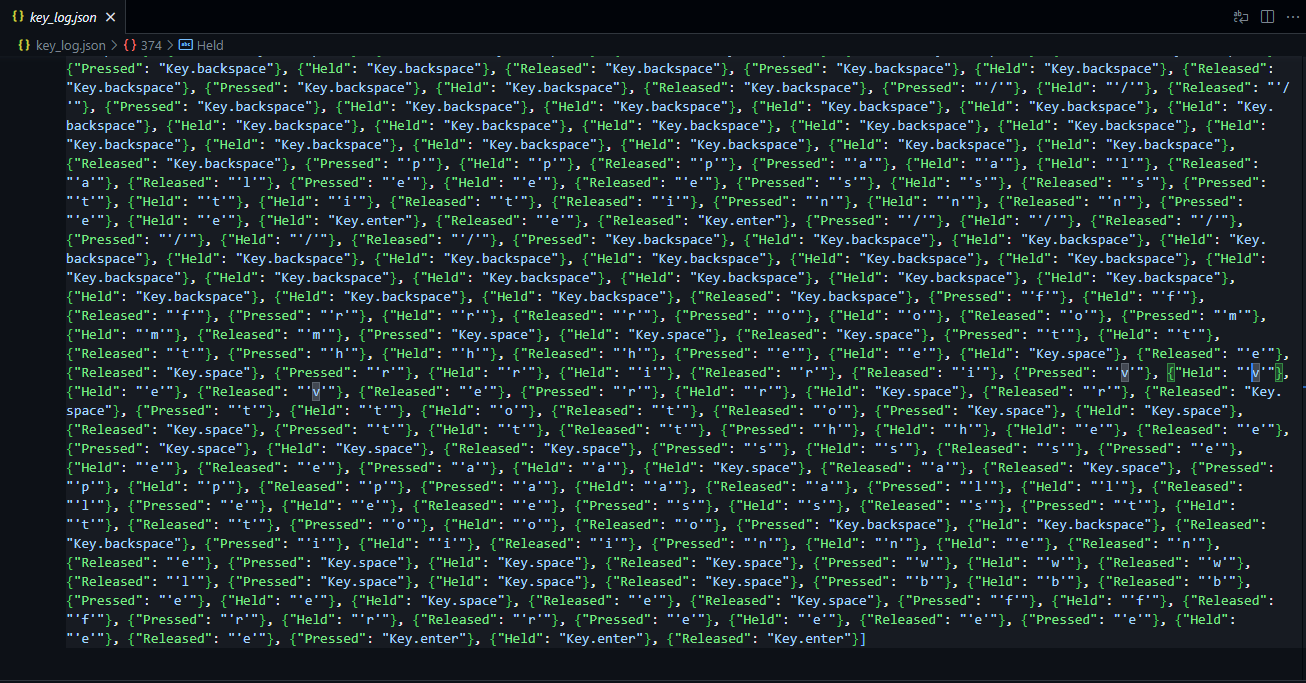 {} key_log.json ×
{} key_log.json > {} 374 > abc Held
{"Pressed": "Key.backspace"}, {"Held": "Key.backspace"}, {"Released": "Key.backspace"}, {"Pressed": "Key.backspace"}, {"Held": "Key.backspace"}, {"Released":
"Key.backspace"}, {"Pressed": "Key.backspace"}, {"Held": "Key.backspace"}, {"Released": "Key.backspace"}, {"Pressed": "'/'"}, {"Held": "'/'"}, {"Released": "'/
'"}, {"Pressed": "Key.backspace"}, {"Held": "Key.backspace"}, {"Held": "Key.backspace"}, {"Held": "Key.backspace"}, {"Held": "Key.backspace"}, {"Held": "Key.
backspace"}, {"Held": "Key.backspace"}, {"Held": "Key.backspace"}, {"Held": "Key.backspace"}, {"Held": "Key.backspace"}, {"Held": "Key.backspace"}, {"Held":
"Key.backspace"}, {"Held": "Key.backspace"}, {"Held": "Key.backspace"}, {"Held": "Key.backspace"}, {"Held": "Key.backspace"}, {"Held": "Key.backspace"},
{"Released": "Key.backspace"}, {"Pressed": "'p'"}, {"Held": "'p'"}, {"Released": "'p'"}, {"Pressed": "'a'"}, {"Held": "'a'"}, {"Held": "'l'"}, {"Released":
"'a'"}, {"Released": "'l'"}, {"Pressed": "'e'"}, {"Held": "'e'"}, {"Released": "'e'"}, {"Pressed": "'s'"}, {"Held": "'s'"}, {"Released": "'s'"}, {"Pressed":
"'t'"}, {"Held": "'t'"}, {"Held": "'i'"}, {"Released": "'t'"}, {"Released": "'i'"}, {"Pressed": "'n'"}, {"Held": "'n'"}, {"Released": "'n'"}, {"Pressed":
"'e'"}, {"Held": "'e'"}, {"Held": "Key.enter"}, {"Released": "'e'"}, {"Released": "Key.enter"}, {"Pressed": "'/'"}, {"Held": "'/'"}, {"Released": "'/'"},
{"Pressed": "'/'"}, {"Held": "'/'"}, {"Released": "'/'"}, {"Pressed": "Key.backspace"}, {"Held": "Key.backspace"}, {"Held": "Key.backspace"}, {"Held": "Key.
backspace"}, {"Held": "Key.backspace"}, {"Held": "Key.backspace"}, {"Held": "Key.backspace"}, {"Held": "Key.backspace"}, {"Held": "Key.backspace"}, {"Held":
"Key.backspace"}, {"Held": "Key.backspace"}, {"Held": "Key.backspace"}, {"Held": "Key.backspace"}, {"Held": "Key.backspace"}, {"Held": "Key.backspace"},
{"Held": "Key.backspace"}, {"Held": "Key.backspace"}, {"Held": "Key.backspace"}, {"Released": "Key.backspace"}, {"Pressed": "'f'"}, {"Held": "'f'"},
{"Released": "'f'"}, {"Pressed": "'r'"}, {"Held": "'r'"}, {"Released": "'r'"}, {"Pressed": "'o'"}, {"Held": "'o'"}, {"Released": "'o'"}, {"Pressed": "'m'"},
{"Held": "'m'"}, {"Released": "'m'"}, {"Pressed": "Key.space"}, {"Held": "Key.space"}, {"Released": "Key.space"}, {"Pressed": "'t'"}, {"Held": "'t'"},
{"Released": "'t'"}, {"Pressed": "'h'"}, {"Held": "'h'"}, {"Released": "'h'"}, {"Pressed": "'e'"}, {"Held": "'e'"}, {"Held": "Key.space"}, {"Released": "'e'"},
{"Released": "Key.space"}, {"Pressed": "'r'"}, {"Held": "'r'"}, {"Held": "'i'"}, {"Released": "'r'"}, {"Released": "'i'"}, {"Pressed": "'v'"}, {"Held": "'v'"},
{"Held": "'e'"}, {"Released": "'v'"}, {"Released": "'e'"}, {"Pressed": "'r'"}, {"Held": "'r'"}, {"Held": "Key.space"}, {"Released": "'r'"}, {"Released": "Key.
space"}, {"Pressed": "'t'"}, {"Held": "'t'"}, {"Held": "'o'"}, {"Released": "'t'"}, {"Released": "'o'"}, {"Pressed": "Key.space"}, {"Held": "Key.space"},
{"Released": "Key.space"}, {"Pressed": "'t'"}, {"Held": "'t'"}, {"Released": "'t'"}, {"Pressed": "'h'"}, {"Held": "'h'"}, {"Held": "'e'"}, {"Released": "'e'"},
{"Pressed": "Key.space"}, {"Held": "Key.space"}, {"Released": "Key.space"}, {"Pressed": "'s'"}, {"Held": "'s'"}, {"Released": "'s'"}, {"Pressed": "'e'"},
{"Held": "'e'"}, {"Released": "'e'"}, {"Pressed": "'a'"}, {"Held": "'a'"}, {"Held": "Key.space"}, {"Released": "'a'"}, {"Released": "Key.space"}, {"Pressed":
"'p'"}, {"Held": "'p'"}, {"Released": "'p'"}, {"Pressed": "'a'"}, {"Held": "'a'"}, {"Released": "'a'"}, {"Pressed": "'l'"}, {"Held": "'l'"}, {"Released":
"'l'"}, {"Pressed": "'e'"}, {"Held": "'e'"}, {"Released": "'e'"}, {"Pressed": "'s'"}, {"Held": "'s'"}, {"Released": "'s'"}, {"Pressed": "'t'"}, {"Held":
"'t'"}, {"Released": "'t'"}, {"Pressed": "'o'"}, {"Held": "'o'"}, {"Released": "'o'"}, {"Pressed": "Key.backspace"}, {"Held": "Key.backspace"}, {"Released":
"Key.backspace"}, {"Pressed": "'i'"}, {"Held": "'i'"}, {"Released": "'i'"}, {"Pressed": "'n'"}, {"Held": "'n'"}, {"Held": "'e'"}, {"Released": "'n'"},
{"Released": "'e'"}, {"Pressed": "Key.space"}, {"Held": "Key.space"}, {"Released": "Key.space"}, {"Pressed": "'w'"}, {"Held": "'w'"}, {"Released": "'w'"},
{"Released": "'l'"}, {"Pressed": "Key.space"}, {"Held": "Key.space"}, {"Released": "Key.space"}, {"Pressed": "'b'"}, {"Held": "'b'"}, {"Released": "'b'"},
{"Pressed": "'e'"}, {"Held": "'e'"}, {"Held": "Key.space"}, {"Released": "'e'"}, {"Released": "Key.space"}, {"Pressed": "'f'"}, {"Held": "'f'"}, {"Released":
"'f'"}, {"Pressed": "'r'"}, {"Held": "'r'"}, {"Released": "'r'"}, {"Pressed": "'e'"}, {"Held": "'e'"}, {"Released": "'e'"}, {"Pressed": "'e'"}, {"Held":
"'e'"}, {"Released": "'e'"}, {"Pressed": "Key.enter"}, {"Held": "Key.enter"}, {"Released": "Key.enter"}]